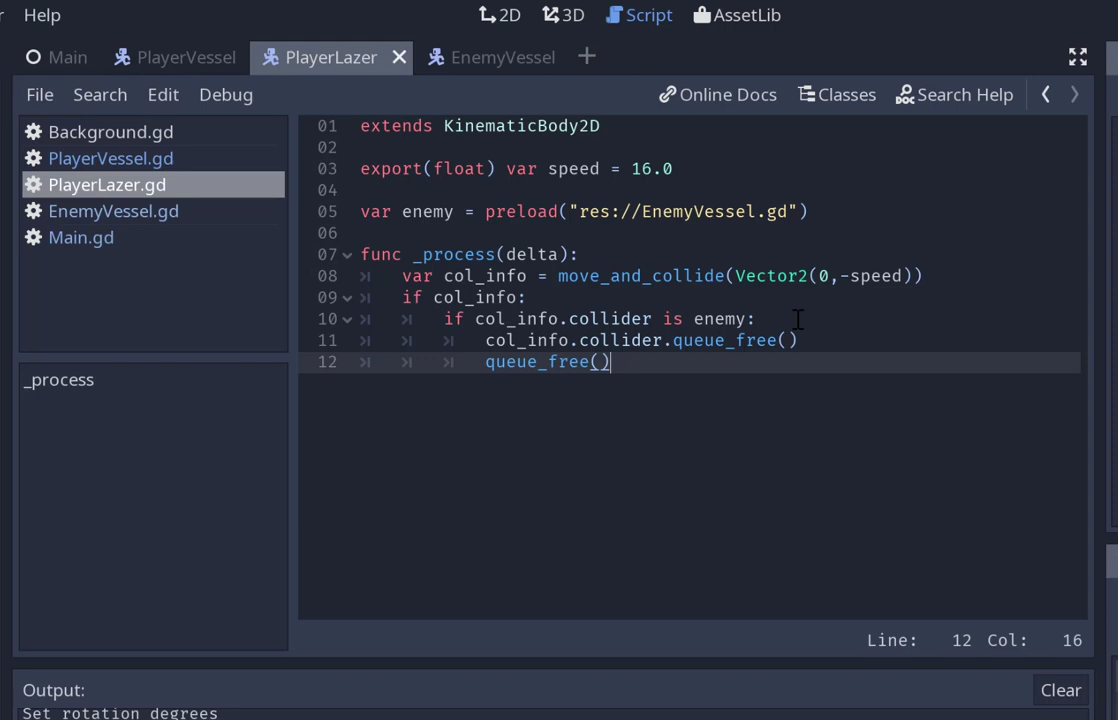 Help
2D 3D Script AssetLib
Main PlayerVessel PlayerLazer EnemyVessel
File Search Edit Debug Online Docs Classes Search Help
Background.gd
PlayerVessel.gd
PlayerLazer.gd
EnemyVessel.gd
Main.gd
_process
01 extends KinematicBody2D
02
03 export(float) var speed = 16.0
04
05 var enemy = preload("res://EnemyVessel.gd")
06
07 func _process(delta):
08 var col_info = move_and_collide(Vector2(0,-speed))
09 if col_info:
10 if col_info.collider is enemy:
11 col_info.collider.queue_free()
12 queue_free()
Line: 12 Col: 16
Output: Clear
Set rotation degrees